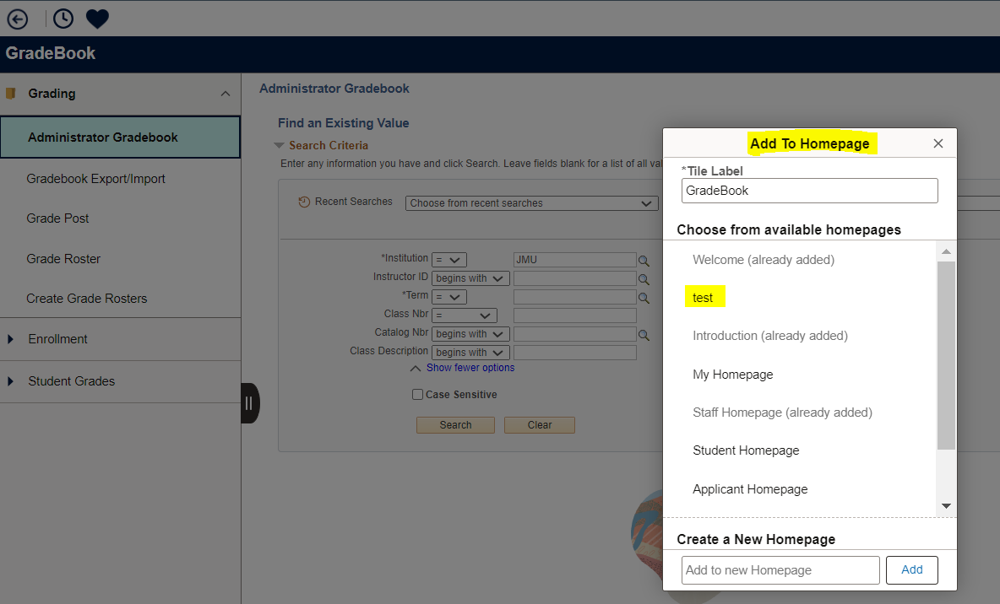 GradeBook
Grading
Administrator Gradebook
Gradebook Export/Import
Grade Post
Grade Roster
Create Grade Rosters
Enrollment
Student Grades
Administrator Gradebook
Find an Existing Value
Search Criteria
Enter any information you have and click Search. Leave fields blank for a list of all
Recent Searches
Choose from recent searches
*Institution = JMU
Instructor ID begins with
*Term =
Class Nbr =
Catalog Nbr begins with
Class Description begins with
Show fewer options
Case Sensitive
Search Clear
Add To Homepage
*Tile Label
GradeBook
Choose from available homepages
Welcome (already added)
test
Introduction (already added)
My Homepage
Staff Homepage (already added)
Student Homepage
Applicant Homepage
Create a New Homepage
Add to new Homepage Add